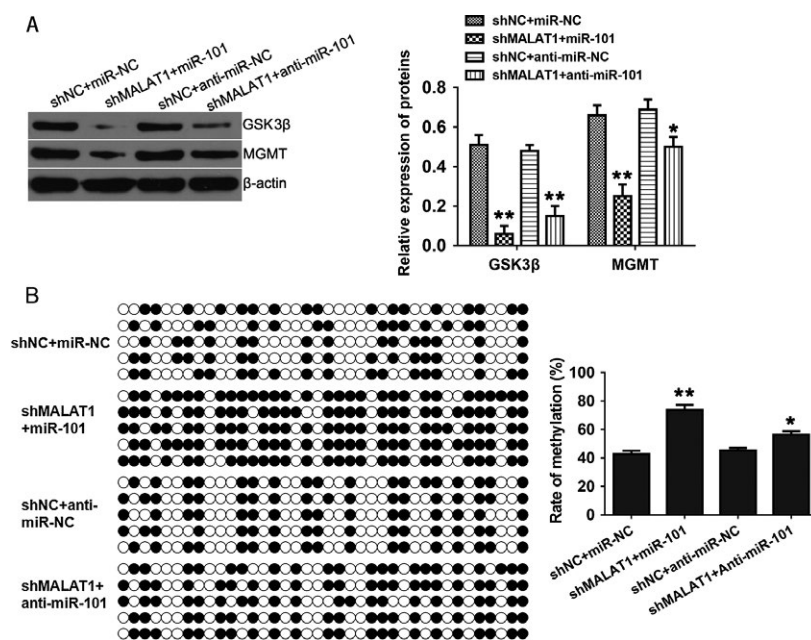 A
shNC+miR-NC
shMALAT1+miR-101
shNC+anti-miR-NC
shMALAT1+anti-miR-101
GSK3β
MGMT
β-actin
shNC+miR-NC
shMALAT1+miR-101
shNC+anti-miR-NC
shMALAT1+anti-miR-101
Relative expression of proteins
0.8
0.6
0.4
0.2
0.0
**
**
**
*
GSK3β
MGMT
B
shNC+miR-NC
shMALAT1
+miR-101
shNC+anti-
miR-NC
shMALAT1+
anti-miR-101
Rate of methylation (%)
100
80
60
40
20
0
**
*
shNC+miR-NC
shMALAT1+miR-101
shNC+anti-miR-NC
shMALAT1+Anti-miR-101